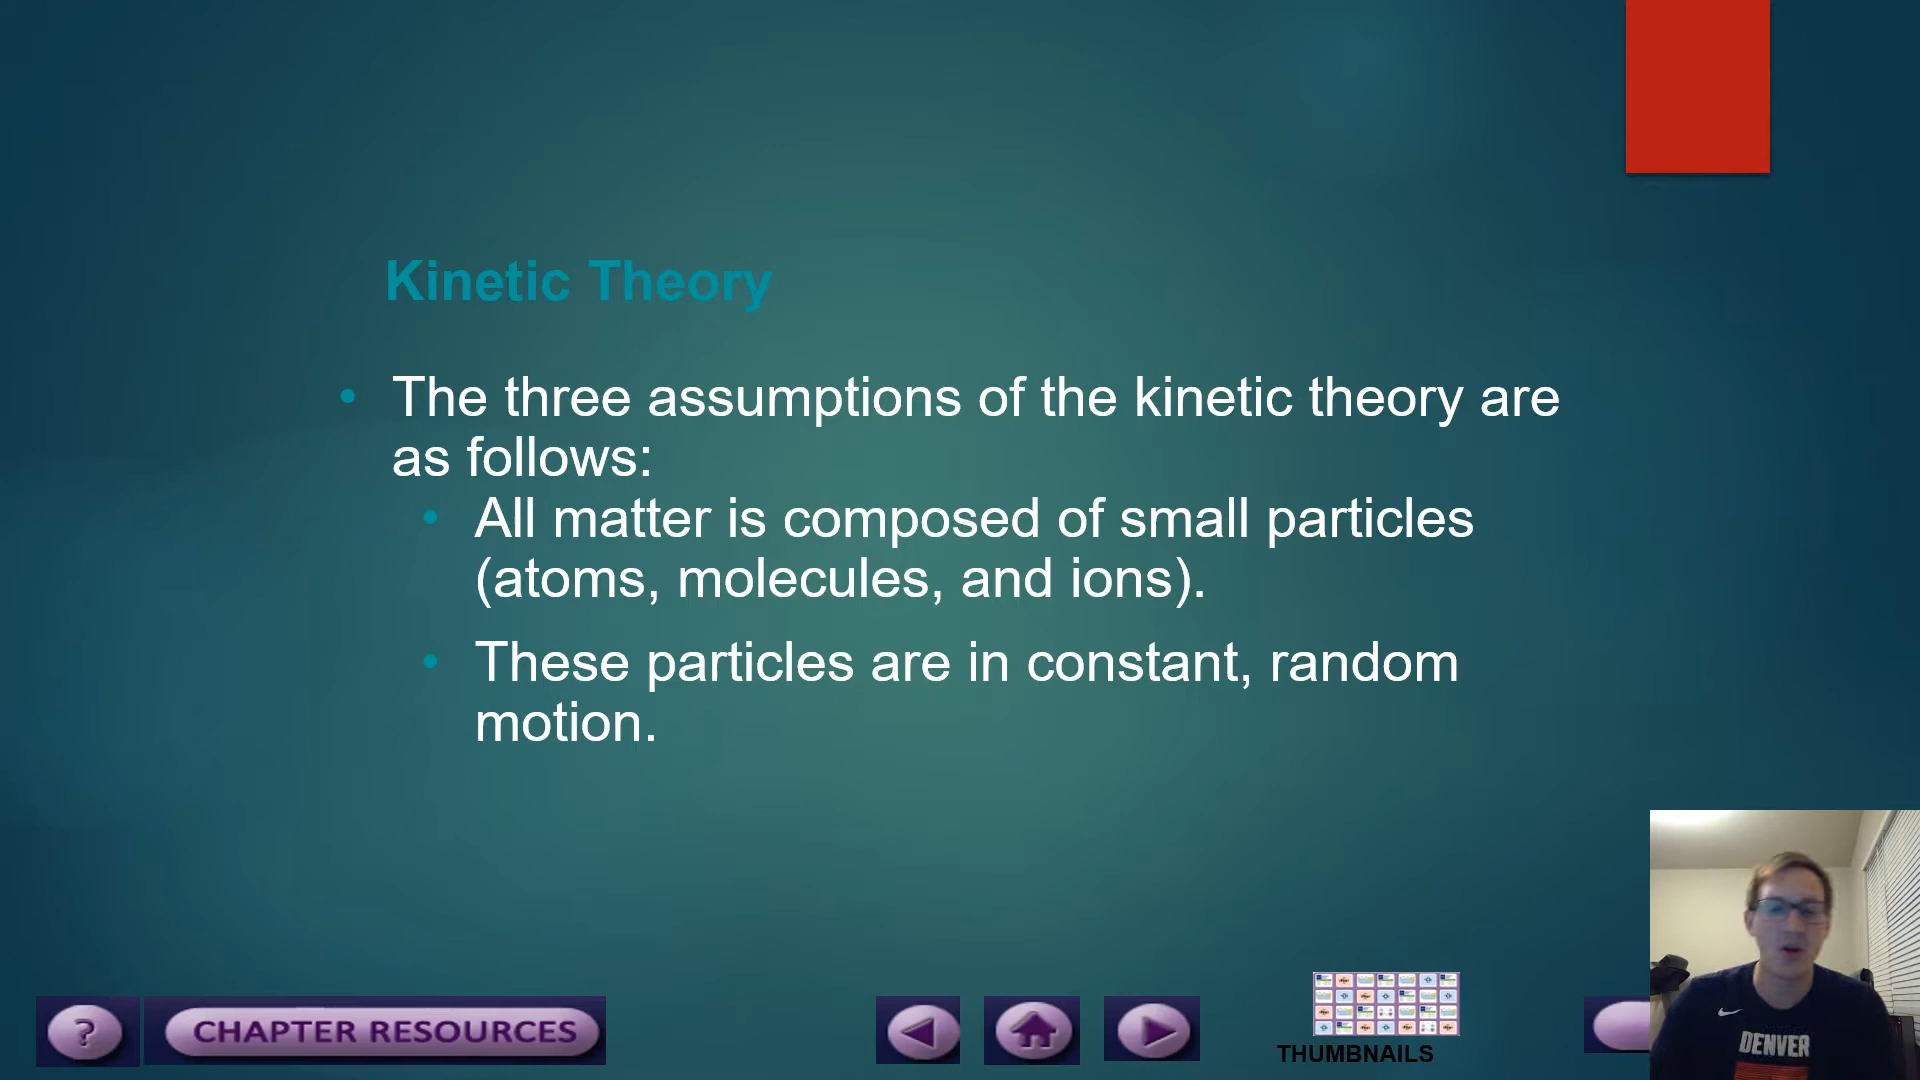 Kinetic Theory
• The three assumptions of the kinetic theory are
as follows:
• All matter is composed of small particles
(atoms, molecules, and ions).
• These particles are in constant, random
motion.
?
CHAPTER RESOURCES
THUMBNAILS
DENVER